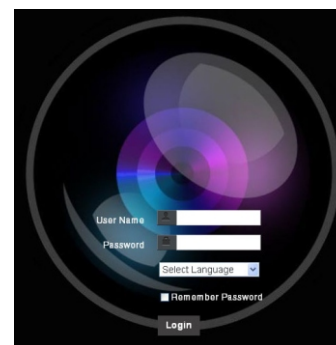 User Name
Password
Select Language
Remember Password
Login